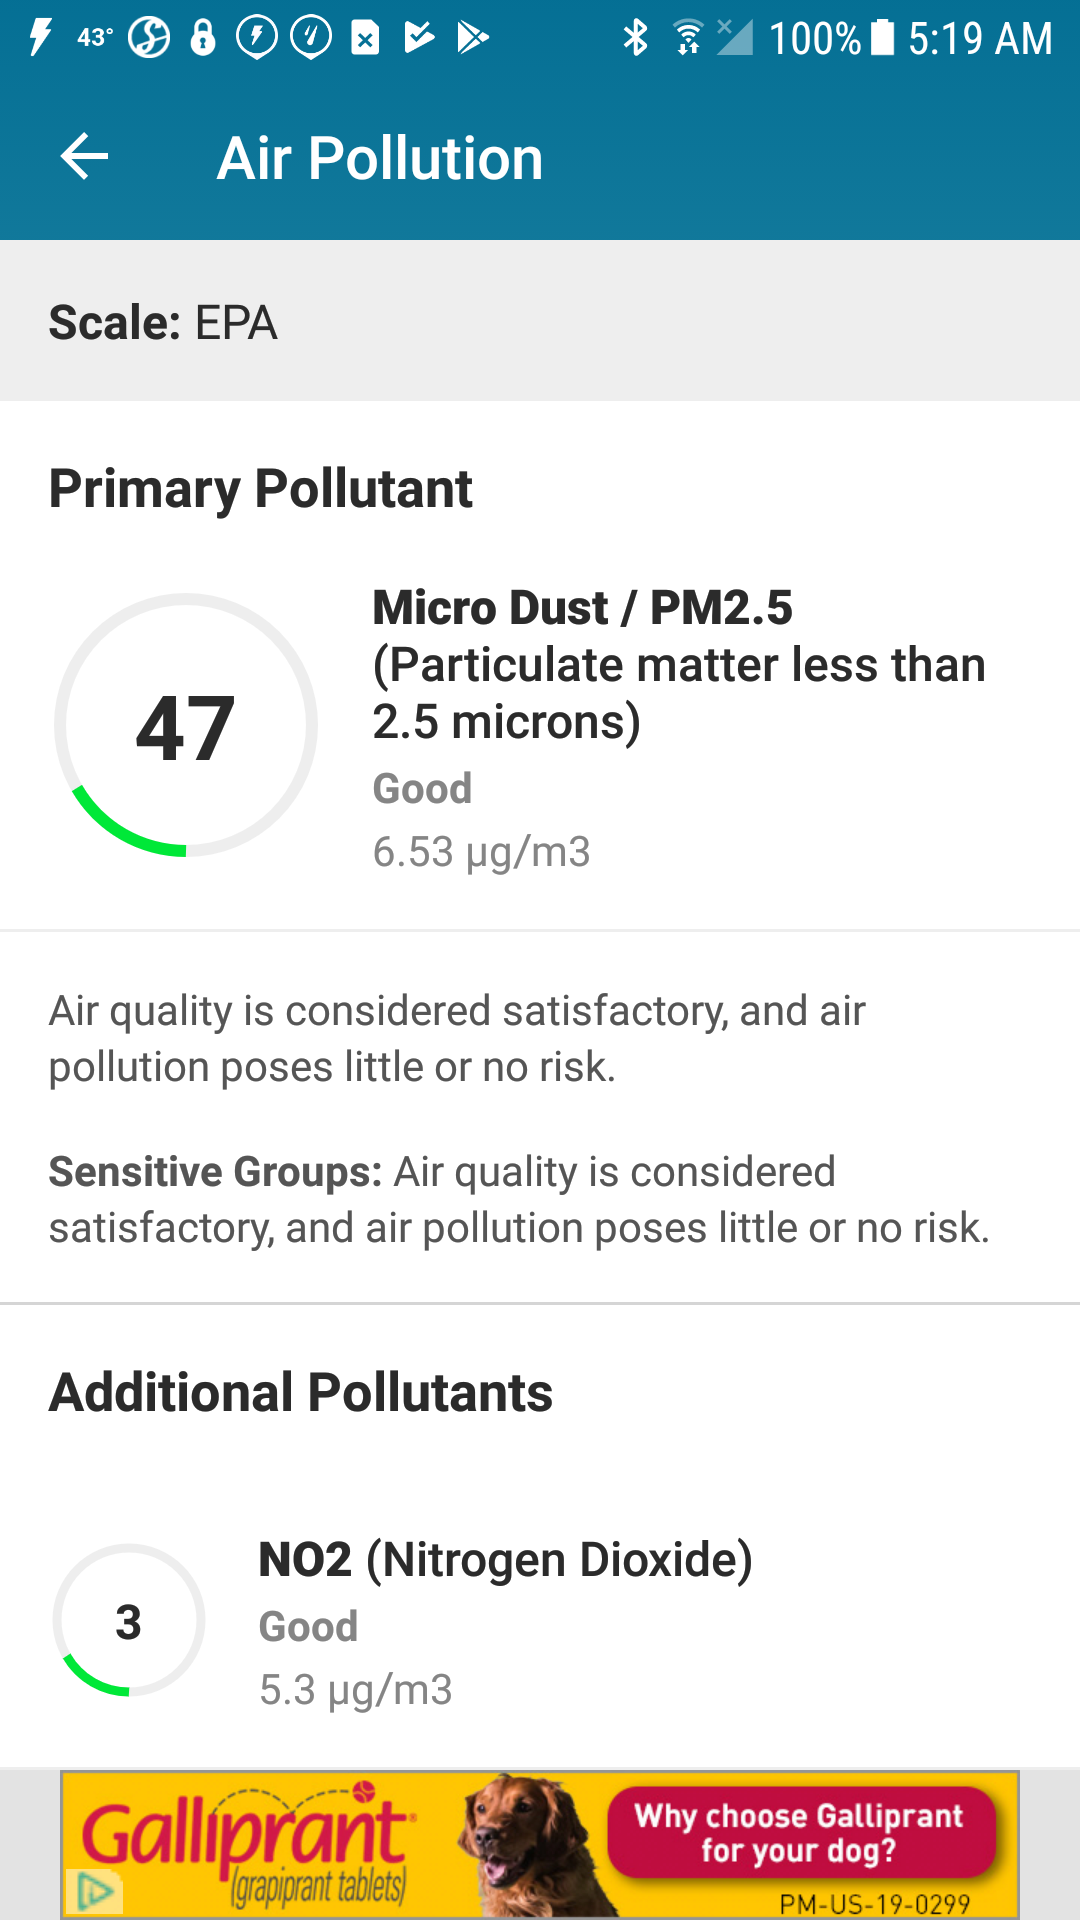 43° 100% 5:19 AM
Air Pollution
Scale: EPA
Primary Pollutant
47
Micro Dust / PM2.5
(Particulate matter less than
2.5 microns)
Good
6.53 µg/m3
Air quality is considered satisfactory, and air
pollution poses little or no risk.
Sensitive Groups: Air quality is considered
satisfactory, and air pollution poses little or no risk.
Additional Pollutants
3
NO2 (Nitrogen Dioxide)
Good
5.3 µg/m3
Galliprant®
(grapiprant tablets)
Why choose Galliprant
for your dog?
PM-US-19-0299